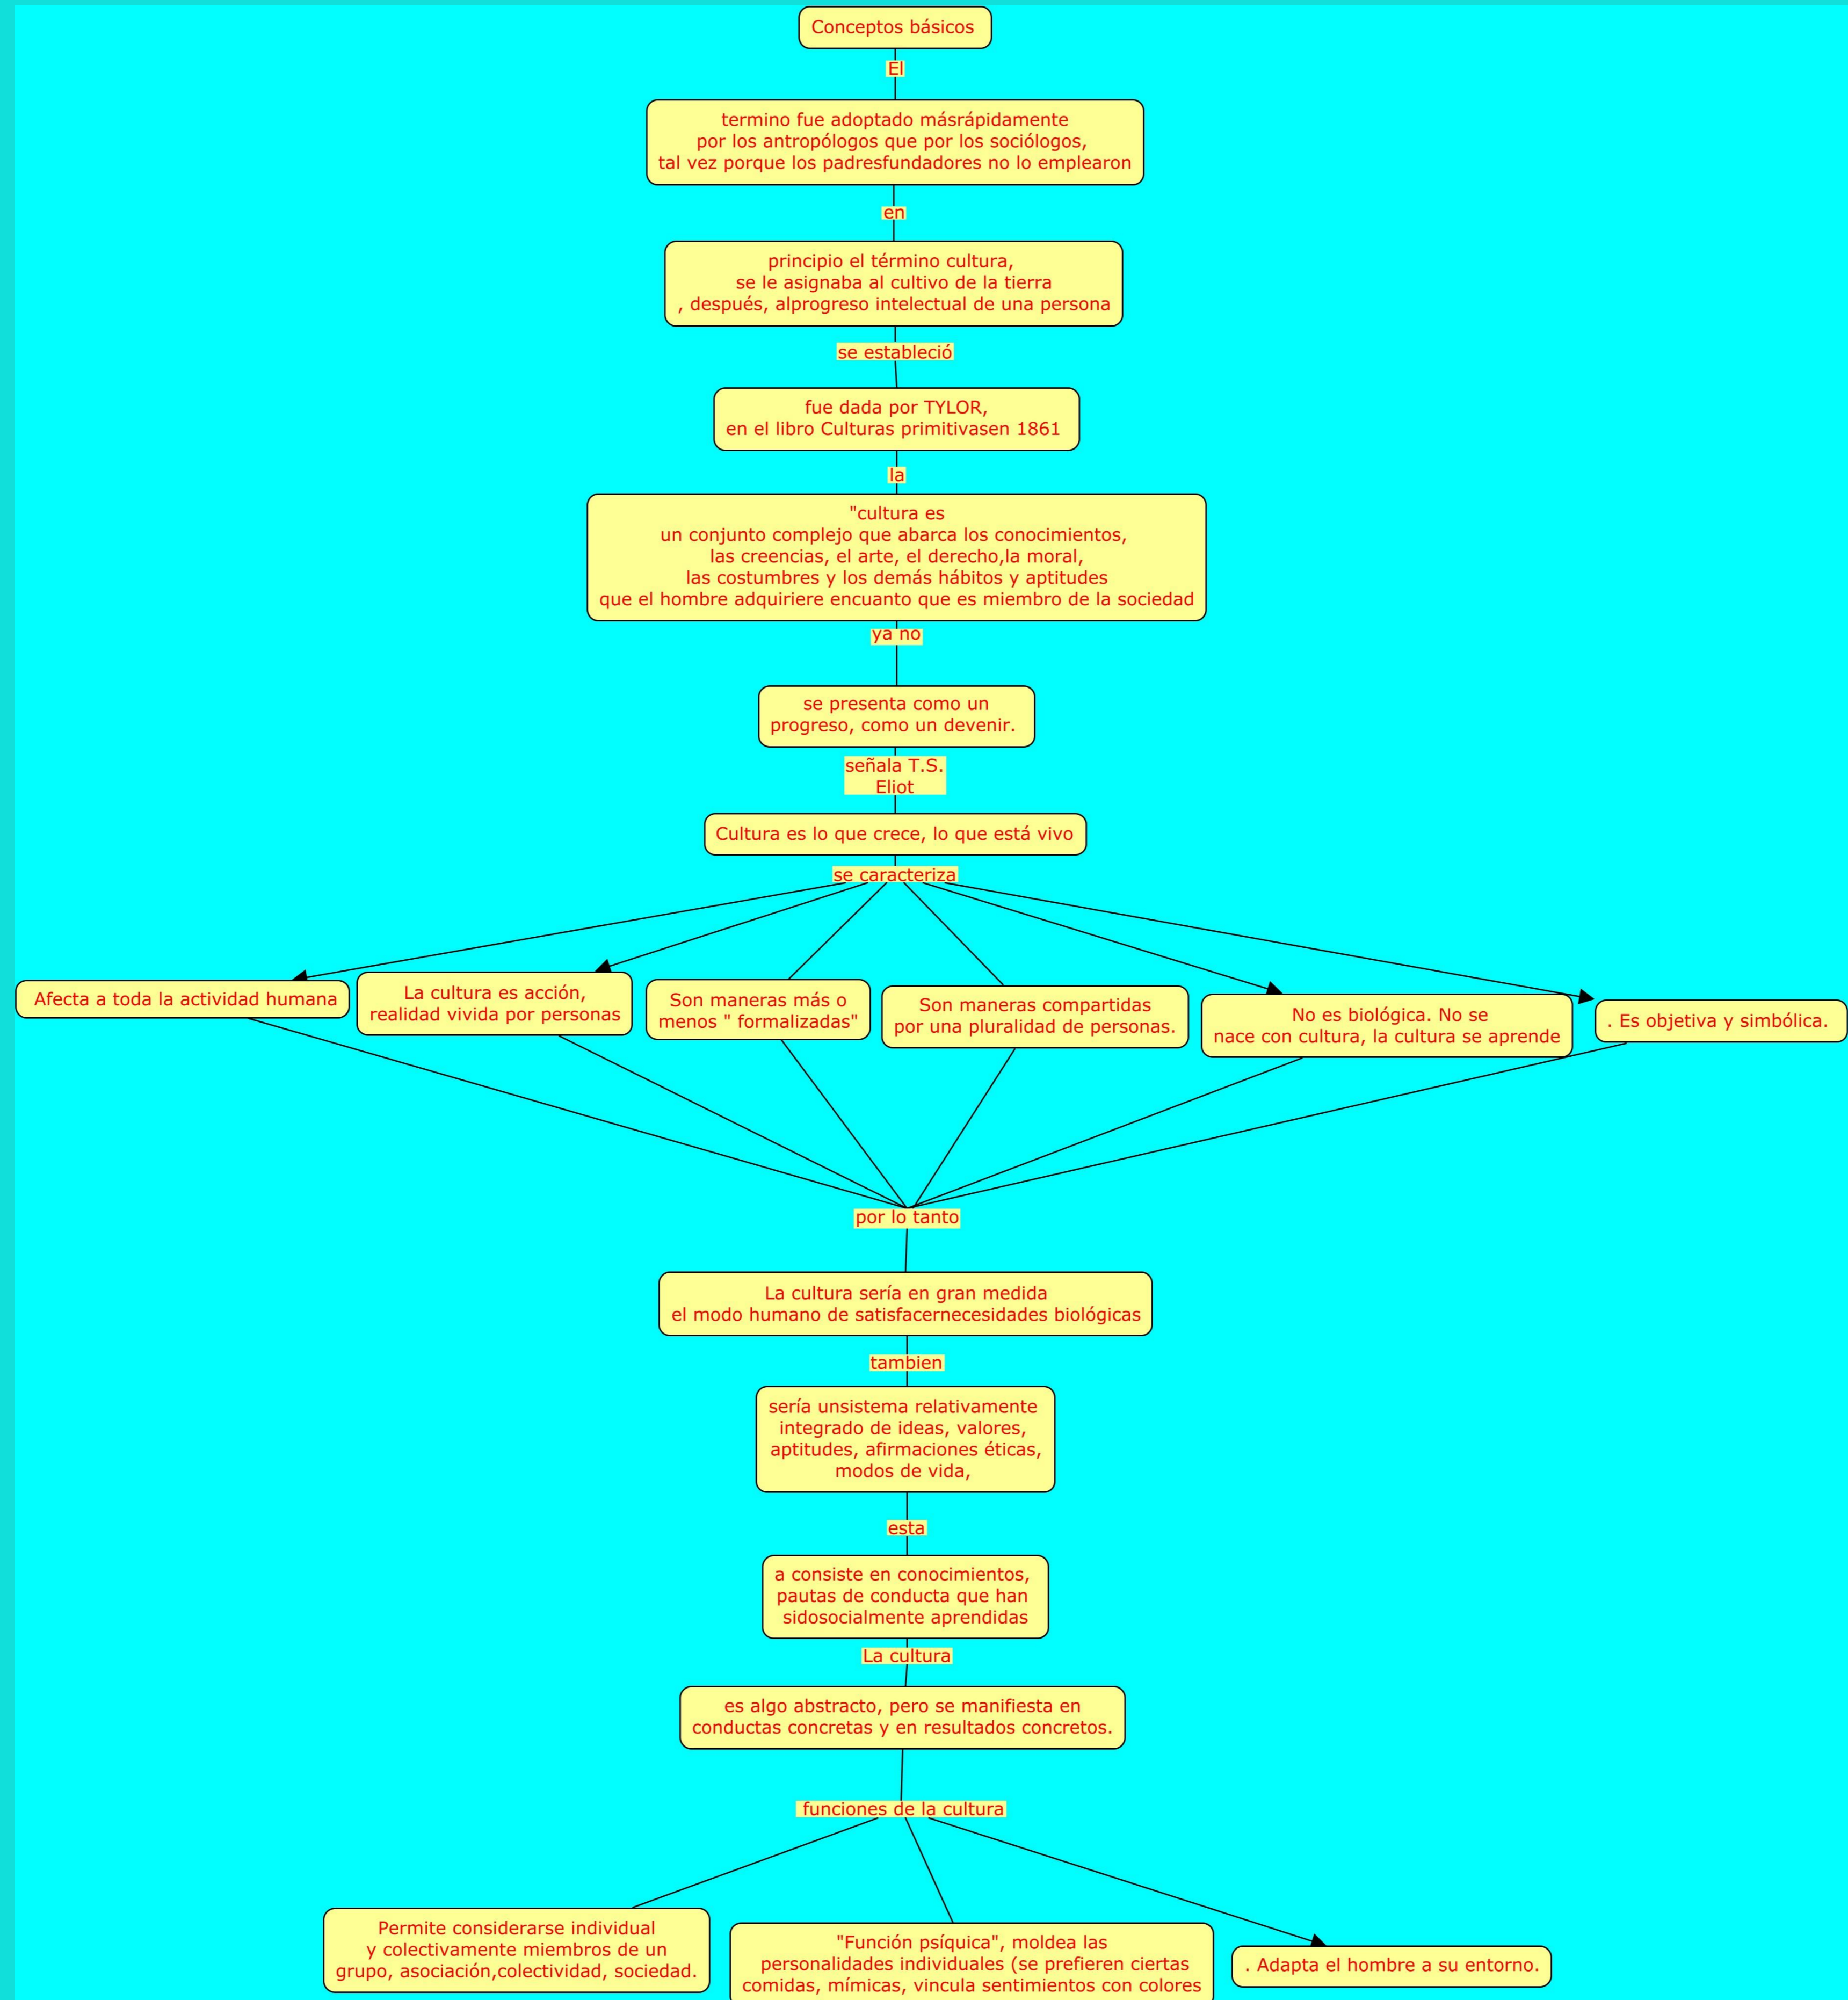 Conceptos básicos
El
termino fue adoptado másrápidamente
por los antropólogos que por los sociólogos,
tal vez porque los padresfundadores no lo emplearon
en
principio el término cultura,
se le asignaba al cultivo de la tierra
, después, alprogreso intelectual de una persona
se estableció
fue dada por TYLOR,
en el libro Culturas primitivasen 1861
la
"cultura es
un conjunto complejo que abarca los conocimientos,
las creencias, el arte, el derecho,la moral,
las costumbres y los demás hábitos y aptitudes
que el hombre adquiriere encuanto que es miembro de la sociedad
ya no
se presenta como un
progreso, como un devenir.
señala T.S.
Eliot
Cultura es lo que crece, lo que está vivo
se caracteriza
Afecta a toda la actividad humana
La cultura es acción,
realidad vivida por personas
Son maneras más o
menos " formalizadas"
Son maneras compartidas
por una pluralidad de personas.
No es biológica. No se
nace con cultura, la cultura se aprende
. Es objetiva y simbólica.
por lo tanto
La cultura sería en gran medida
el modo humano de satisfacernecesidades biológicas
tambien
sería unsistema relativamente
integrado de ideas, valores,
aptitudes, afirmaciones éticas,
modos de vida,
esta
a consiste en conocimientos,
pautas de conducta que han
sidosocialmente aprendidas
La cultura
es algo abstracto, pero se manifiesta en
conductas concretas y en resultados concretos.
funciones de la cultura
Permite considerarse individual
y colectivamente miembros de un
grupo, asociación,colectividad, sociedad.
"Función psíquica", moldea las
personalidades individuales (se prefieren ciertas
comidas, mímicas, vincula sentimientos con colores
. Adapta el hombre a su entorno.